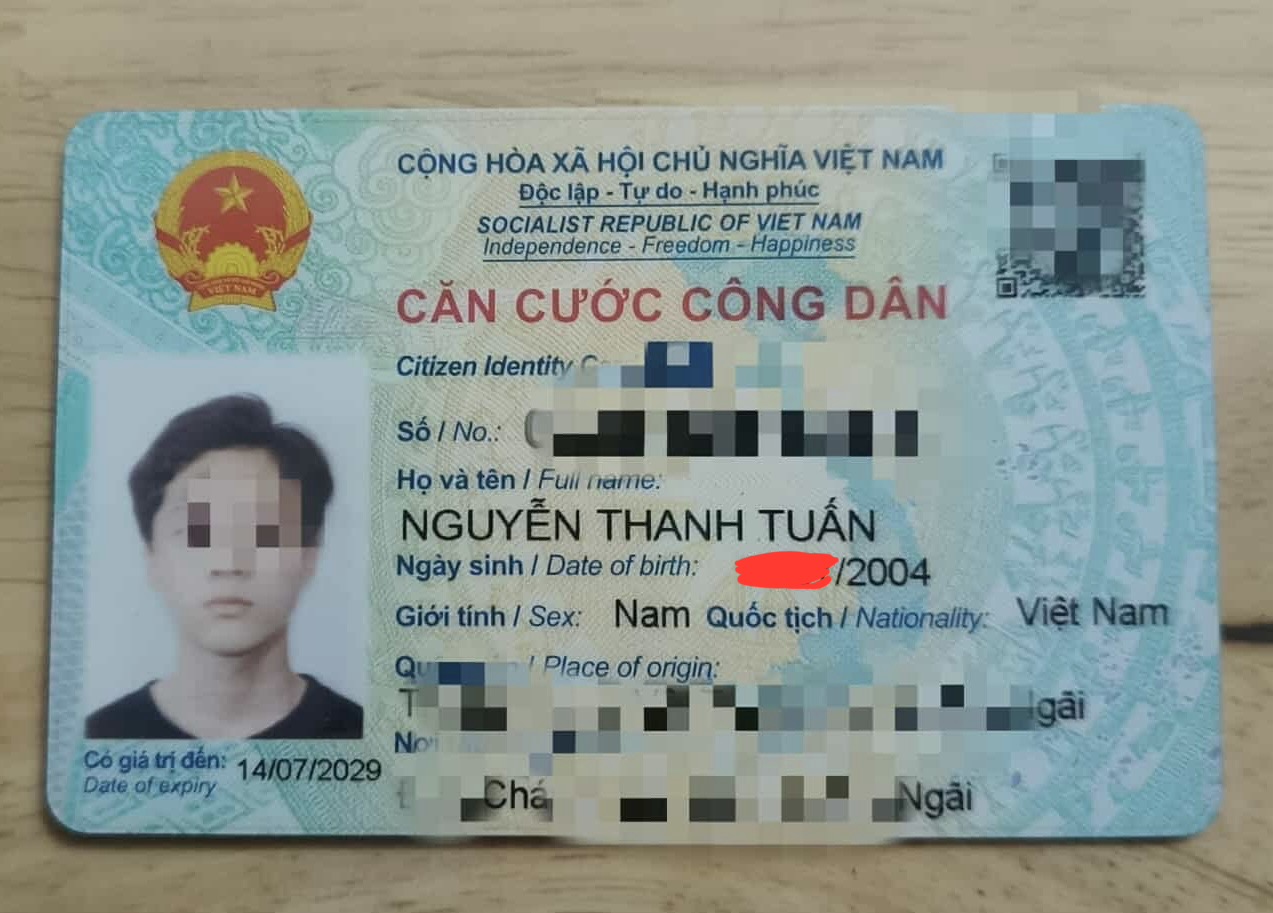 CỘNG HÒA XÃ HỘI CHỦ NGHĨA VIỆT NAM
Độc lập - Tự do - Hạnh phúc
SOCIALIST REPUBLIC OF VIET NAM
Independence - Freedom - Happiness
CĂN CƯỚC CÔNG DÂN
Citizen Identity
Số / No.:
Họ và tên / Full name:
NGUYỄN THANH TUẤN
Ngày sinh / Date of birth: /2004
Giới tính / Sex: Nam Quốc tịch / Nationality: Việt Nam
/ Place of origin:
Ngãi
Có giá trị đến: 14/07/2029
Date of expiry
VIỆT NAM